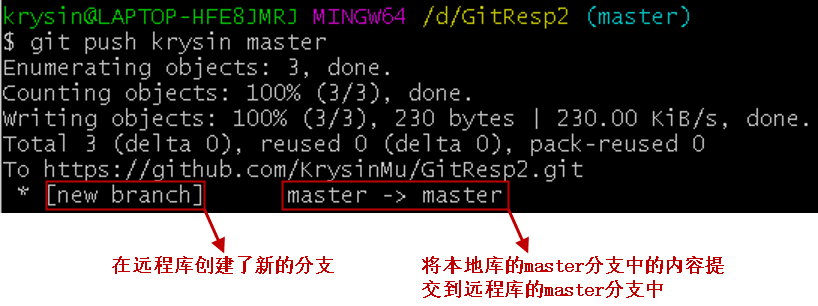 krysin@LAPTOP-HFE8JMRJ MINGW64 /d/GitResp2 (master)
$ git push krysin master
Enumerating objects: 3, done.
Counting objects: 100% (3/3), done.
Writing objects: 100% (3/3), 230 bytes | 230.00 KiB/s, done.
Total 3 (delta 0), reused 0 (delta 0), pack-reused 0
To https://github.com/KrysinMu/GitResp2.git
* [new branch] master -> master
在远程库创建了新的分支
将本地库的master分支中的内容提
交到远程库的master分支中